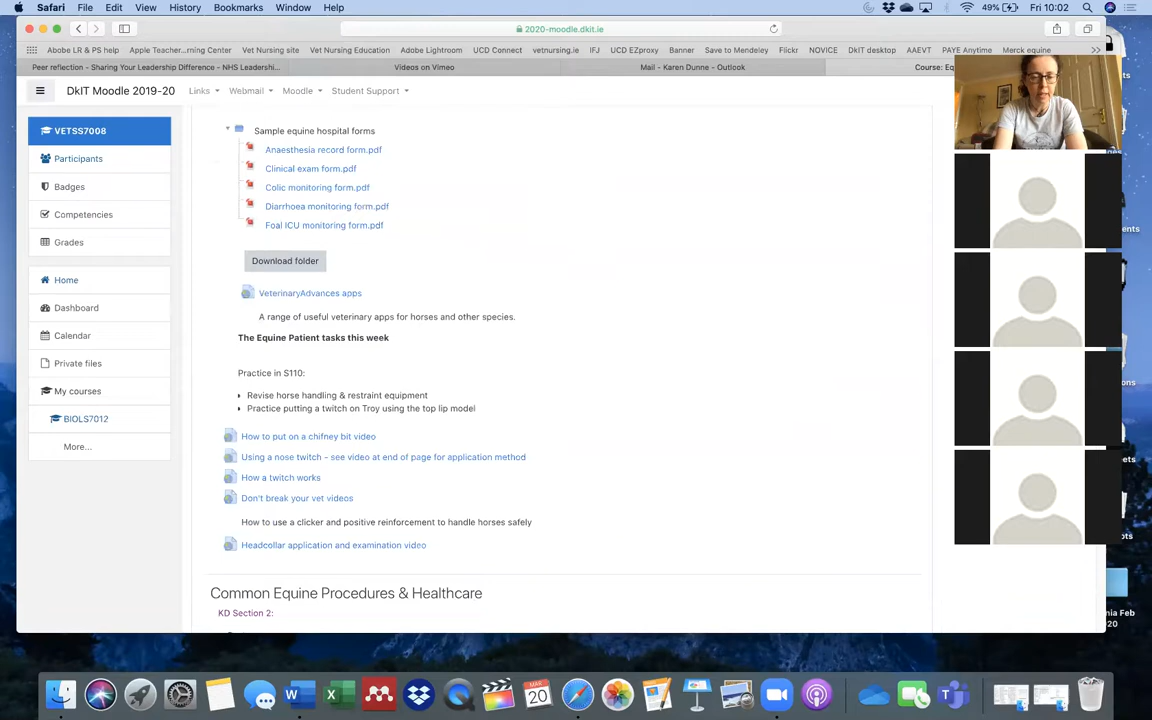 Safari File Edit View History Bookmarks Window Help 49% Fri 10:02
2020-moodle.dkit.ie
Adobe LR & PS help Apple Teacher...rning Center Vet Nursing site Vet Nursing Education Adobe Lightroom UCD Connect vetnursing.ie IFJ UCD EZproxy Banner Save to Mendeley Flickr NOVICE DkIT desktop AAEVT PAYE Anytime Merck equine
Peer reflection - Sharing Your Leadership Difference - NHS Leadershi... Videos on Vimeo Mail - Karen Dunne - Outlook Course: Eq
DkIT Moodle 2019-20 Links Webmail Moodle Student Support
VETSS7008
Participants
Badges
Competencies
Grades
Home
Dashboard
Calendar
Private files
My courses
BIOLS7012
More...
Sample equine hospital forms
Anaesthesia record form.pdf
Clinical exam form.pdf
Colic monitoring form.pdf
Diarrhoea monitoring form.pdf
Foal ICU monitoring form.pdf
Download folder
VeterinaryAdvances apps
A range of useful veterinary apps for horses and other species.
The Equine Patient tasks this week
Practice in S110:
Revise horse handling & restraint equipment
Practice putting a twitch on Troy using the top lip model
How to put on a chifney bit video
Using a nose twitch - see video at end of page for application method
How a twitch works
Don't break your vet videos
How to use a clicker and positive reinforcement to handle horses safely
Headcollar application and examination video
Common Equine Procedures & Healthcare
KD Section 2:
nia Feb
20
MAR
20